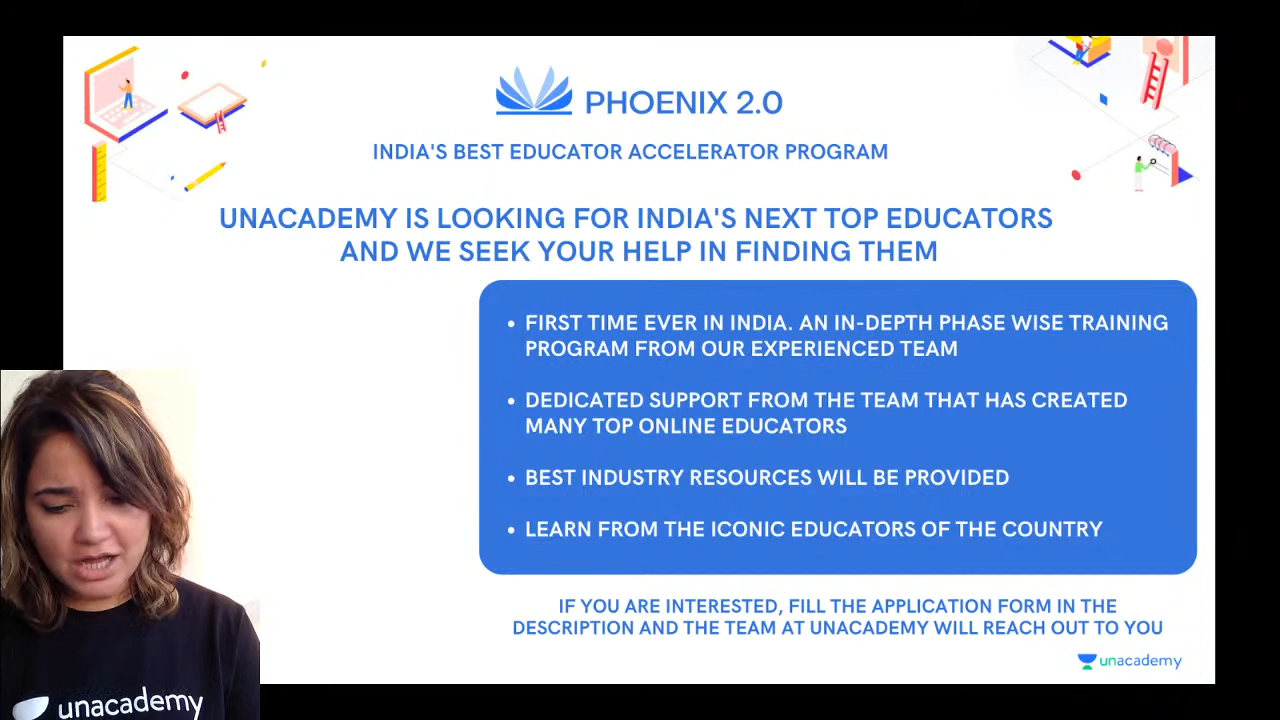 PHOENIX 2.0
INDIA'S BEST EDUCATOR ACCELERATOR PROGRAM
UNACADEMY IS LOOKING FOR INDIA'S NEXT TOP EDUCATORS
AND WE SEEK YOUR HELP IN FINDING THEM
• FIRST TIME EVER IN INDIA. AN IN-DEPTH PHASE WISE TRAINING
PROGRAM FROM OUR EXPERIENCED TEAM
• DEDICATED SUPPORT FROM THE TEAM THAT HAS CREATED
MANY TOP ONLINE EDUCATORS
• BEST INDUSTRY RESOURCES WILL BE PROVIDED
• LEARN FROM THE ICONIC EDUCATORS OF THE COUNTRY
IF YOU ARE INTERESTED, FILL THE APPLICATION FORM IN THE
DESCRIPTION AND THE TEAM AT UNACADEMY WILL REACH OUT TO YOU
unacademy
unacademy